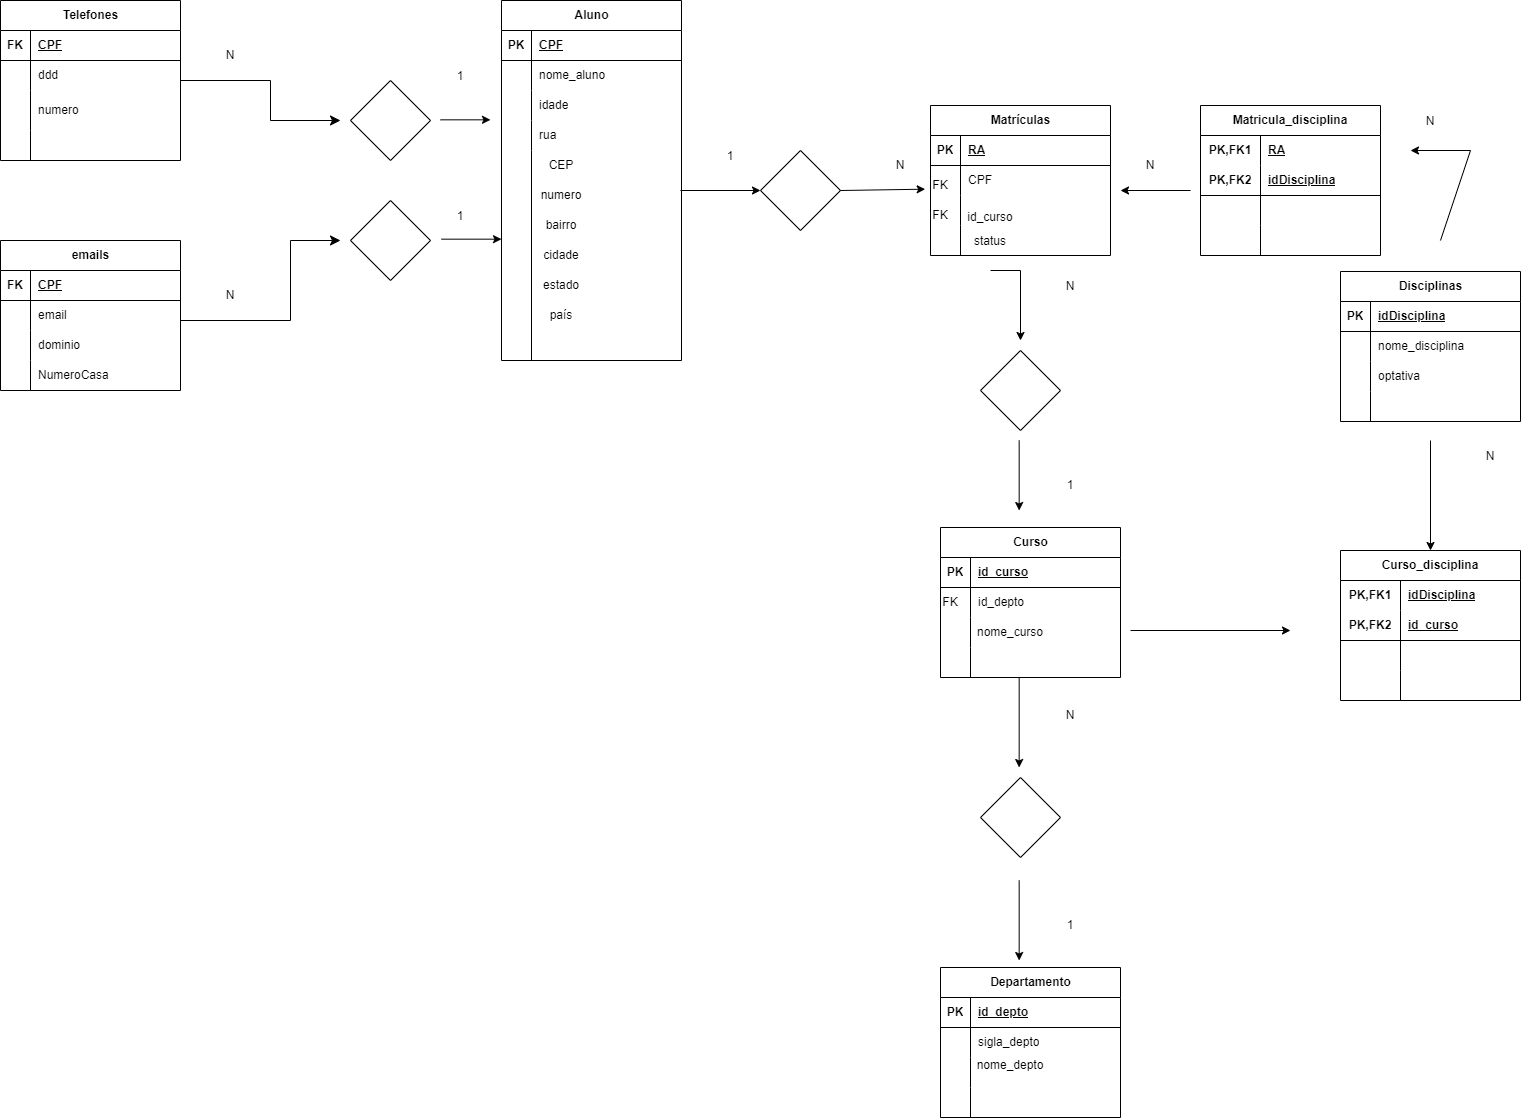 Telefones
FK CPF
ddd
numero
N
1
emails
FK CPF
email
dominio
NumeroCasa
N
1
Aluno
PK CPF
nome_aluno
idade
rua
CEP
numero
bairro
cidade
estado
país
1
N
Matrículas
PK RA
FK CPF
FK id_curso
status
N
Matricula_disciplina
PK,FK1 RA
PK,FK2 idDisciplina
N
Disciplinas
PK idDisciplina
nome_disciplina
optativa
N
N
1
Curso
PK id_curso
FK id_depto
nome_curso
Curso_disciplina
PK,FK1 idDisciplina
PK,FK2 id_curso
N
1
Departamento
PK id_depto
sigla_depto
nome_depto